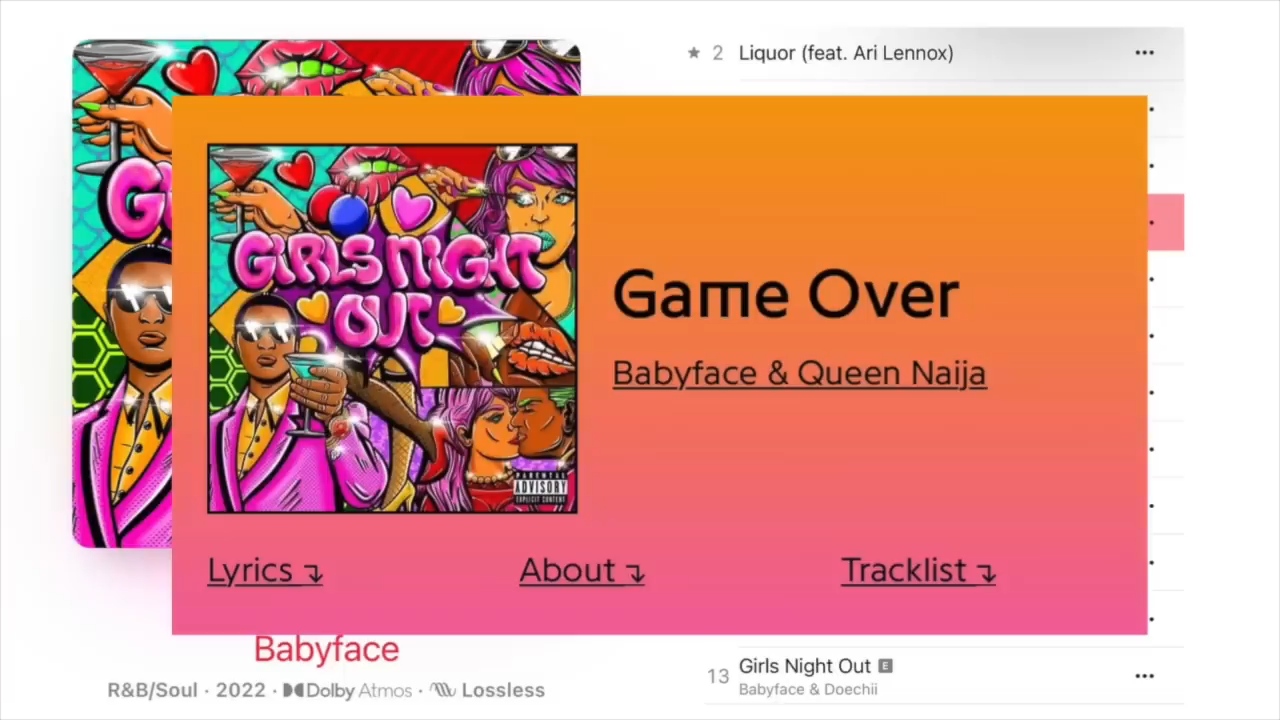 2 Liquor (feat. Ari Lennox)
G
GIRLS NIGHT
OUT
PARENTAL
ADVISORY
EXPLICIT CONTENT
Game Over
Babyface & Queen Naija
Lyrics ↴
About ↴
Tracklist ↴
Babyface
R&B/Soul · 2022 · Dolby Atmos · Lossless
13 Girls Night Out E
Babyface & Doechii